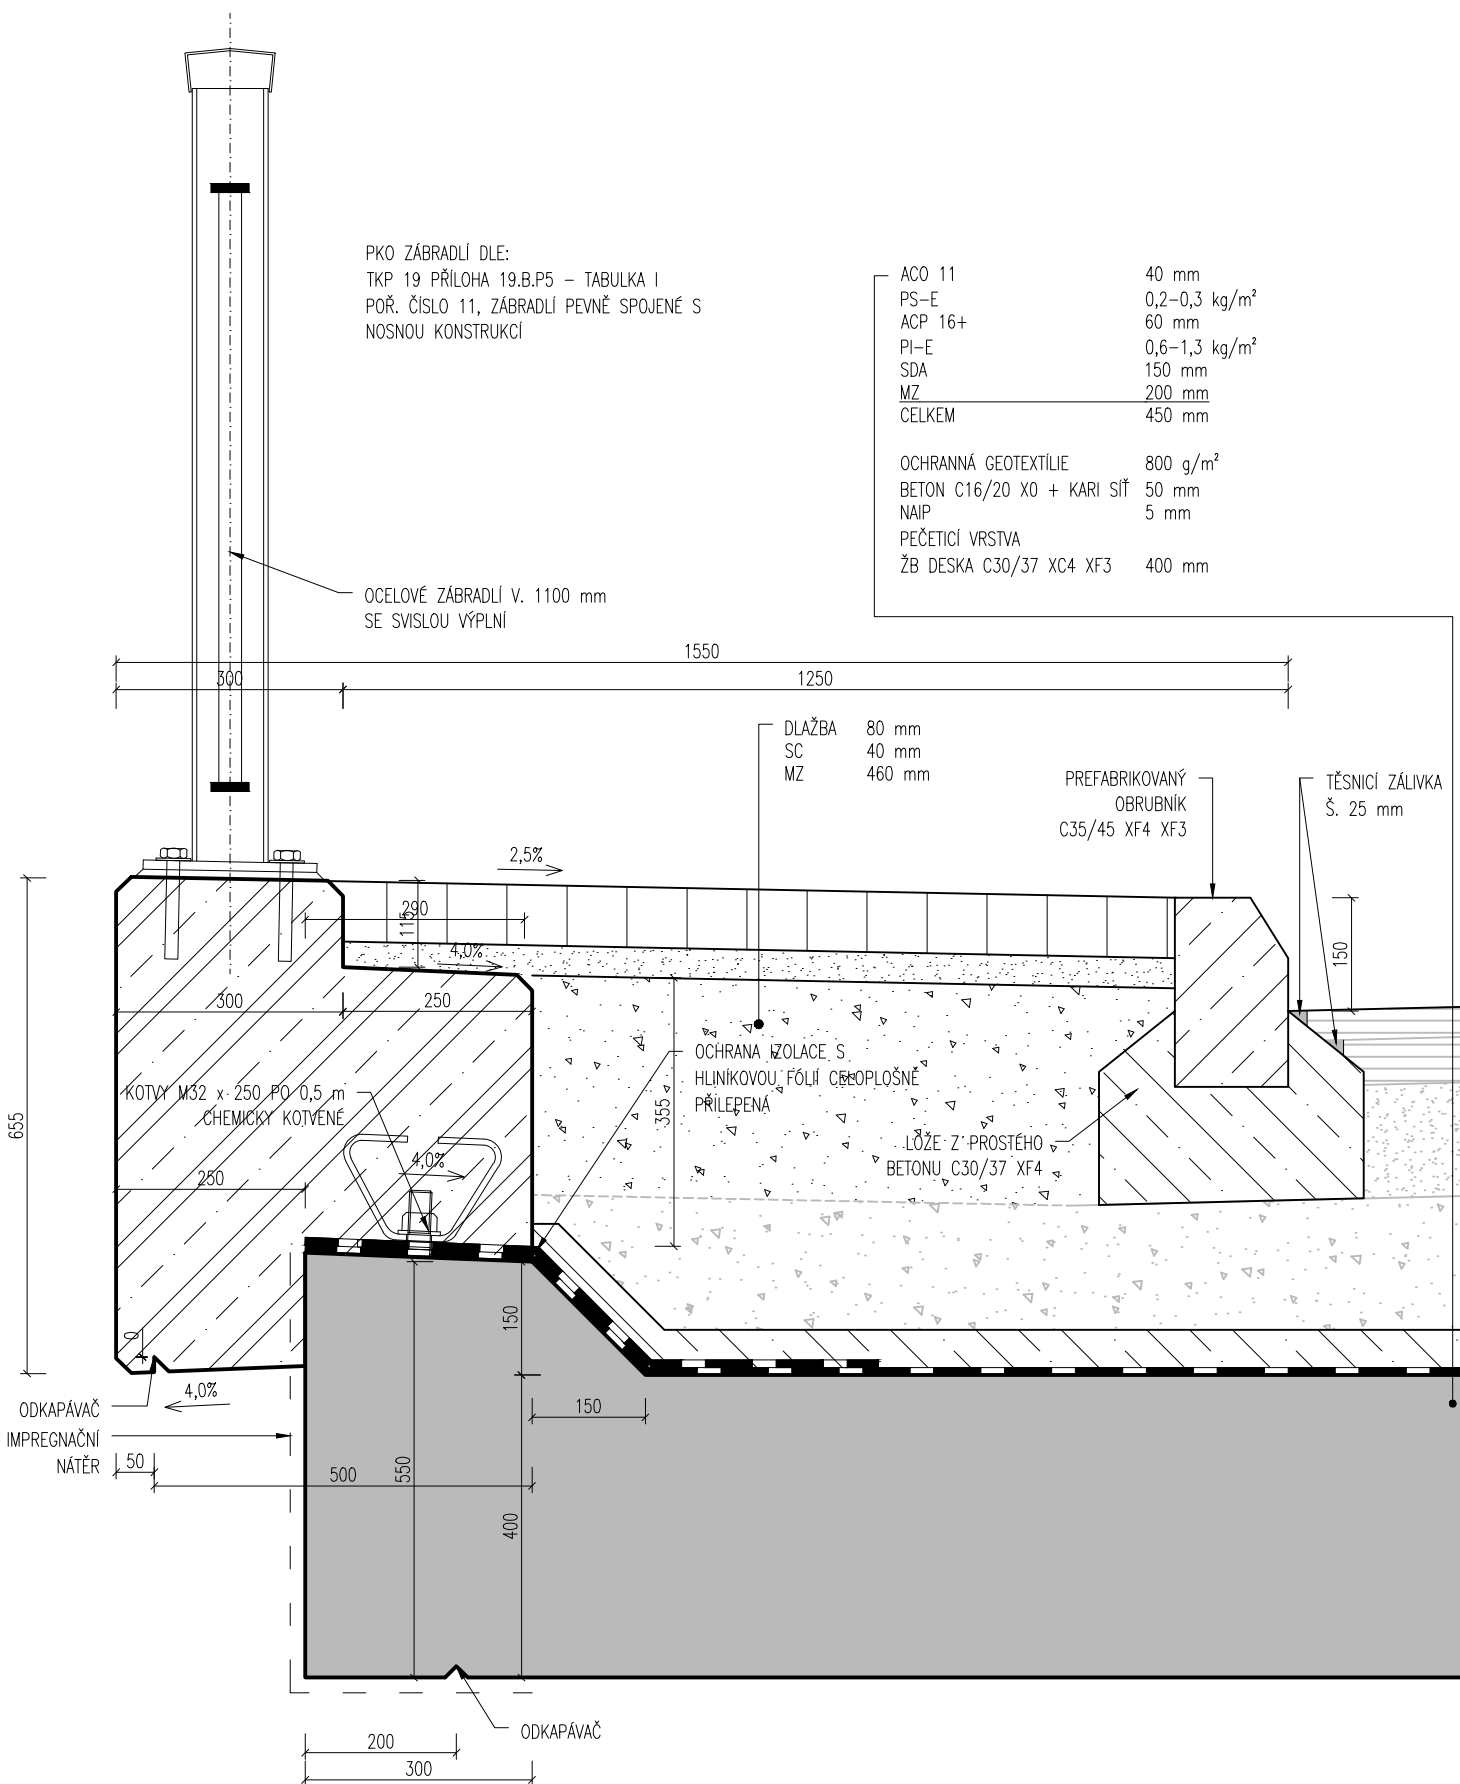 PKO ZÁBRADLÍ DLE:
TKP 19 PŘÍLOHA 19.B.P5 – TABULKA I
POŘ. ČÍSLO 11, ZÁBRADLÍ PEVNĚ SPOJENÉ S
NOSNOU KONSTRUKCÍ
ACO 11 40 mm
PS–E 0,2–0,3 kg/m²
ACP 16+ 60 mm
PI–E 0,6–1,3 kg/m²
SDA 150 mm
MZ 200 mm
CELKEM 450 mm
OCHRANNÁ GEOTEXTÍLIE 800 g/m²
BETON C16/20 X0 + KARI SÍŤ 50 mm
NAIP 5 mm
PEČETICÍ VRSTVA
ŽB DESKA C30/37 XC4 XF3 400 mm
OCELOVÉ ZÁBRADLÍ V. 1100 mm
SE SVISLOU VÝPLNÍ
1550
300
1250
DLAŽBA 80 mm
SC 40 mm
MZ 460 mm
PREFABRIKOVANÝ
OBRUBNÍK
C35/45 XF4 XF3
TĚSNICÍ ZÁLIVKA
Š. 25 mm
2,5%
290
115
4,0%
150
300
250
OCHRANA IZOLACE S
HLINÍKOVOU FÓLIÍ CELOPLOŠNĚ
PŘILEPENÁ
355
KOTVY M32 x 250 PO 0,5 m
CHEMICKY KOTVENÉ
655
LOŽE Z PROSTÉHO
BETONU C30/37 XF4
4,0%
250
150
4,0%
ODKAPÁVAČ
150
IMPREGNAČNÍ
NÁTĚR
50
500
550
400
ODKAPÁVAČ
200
300